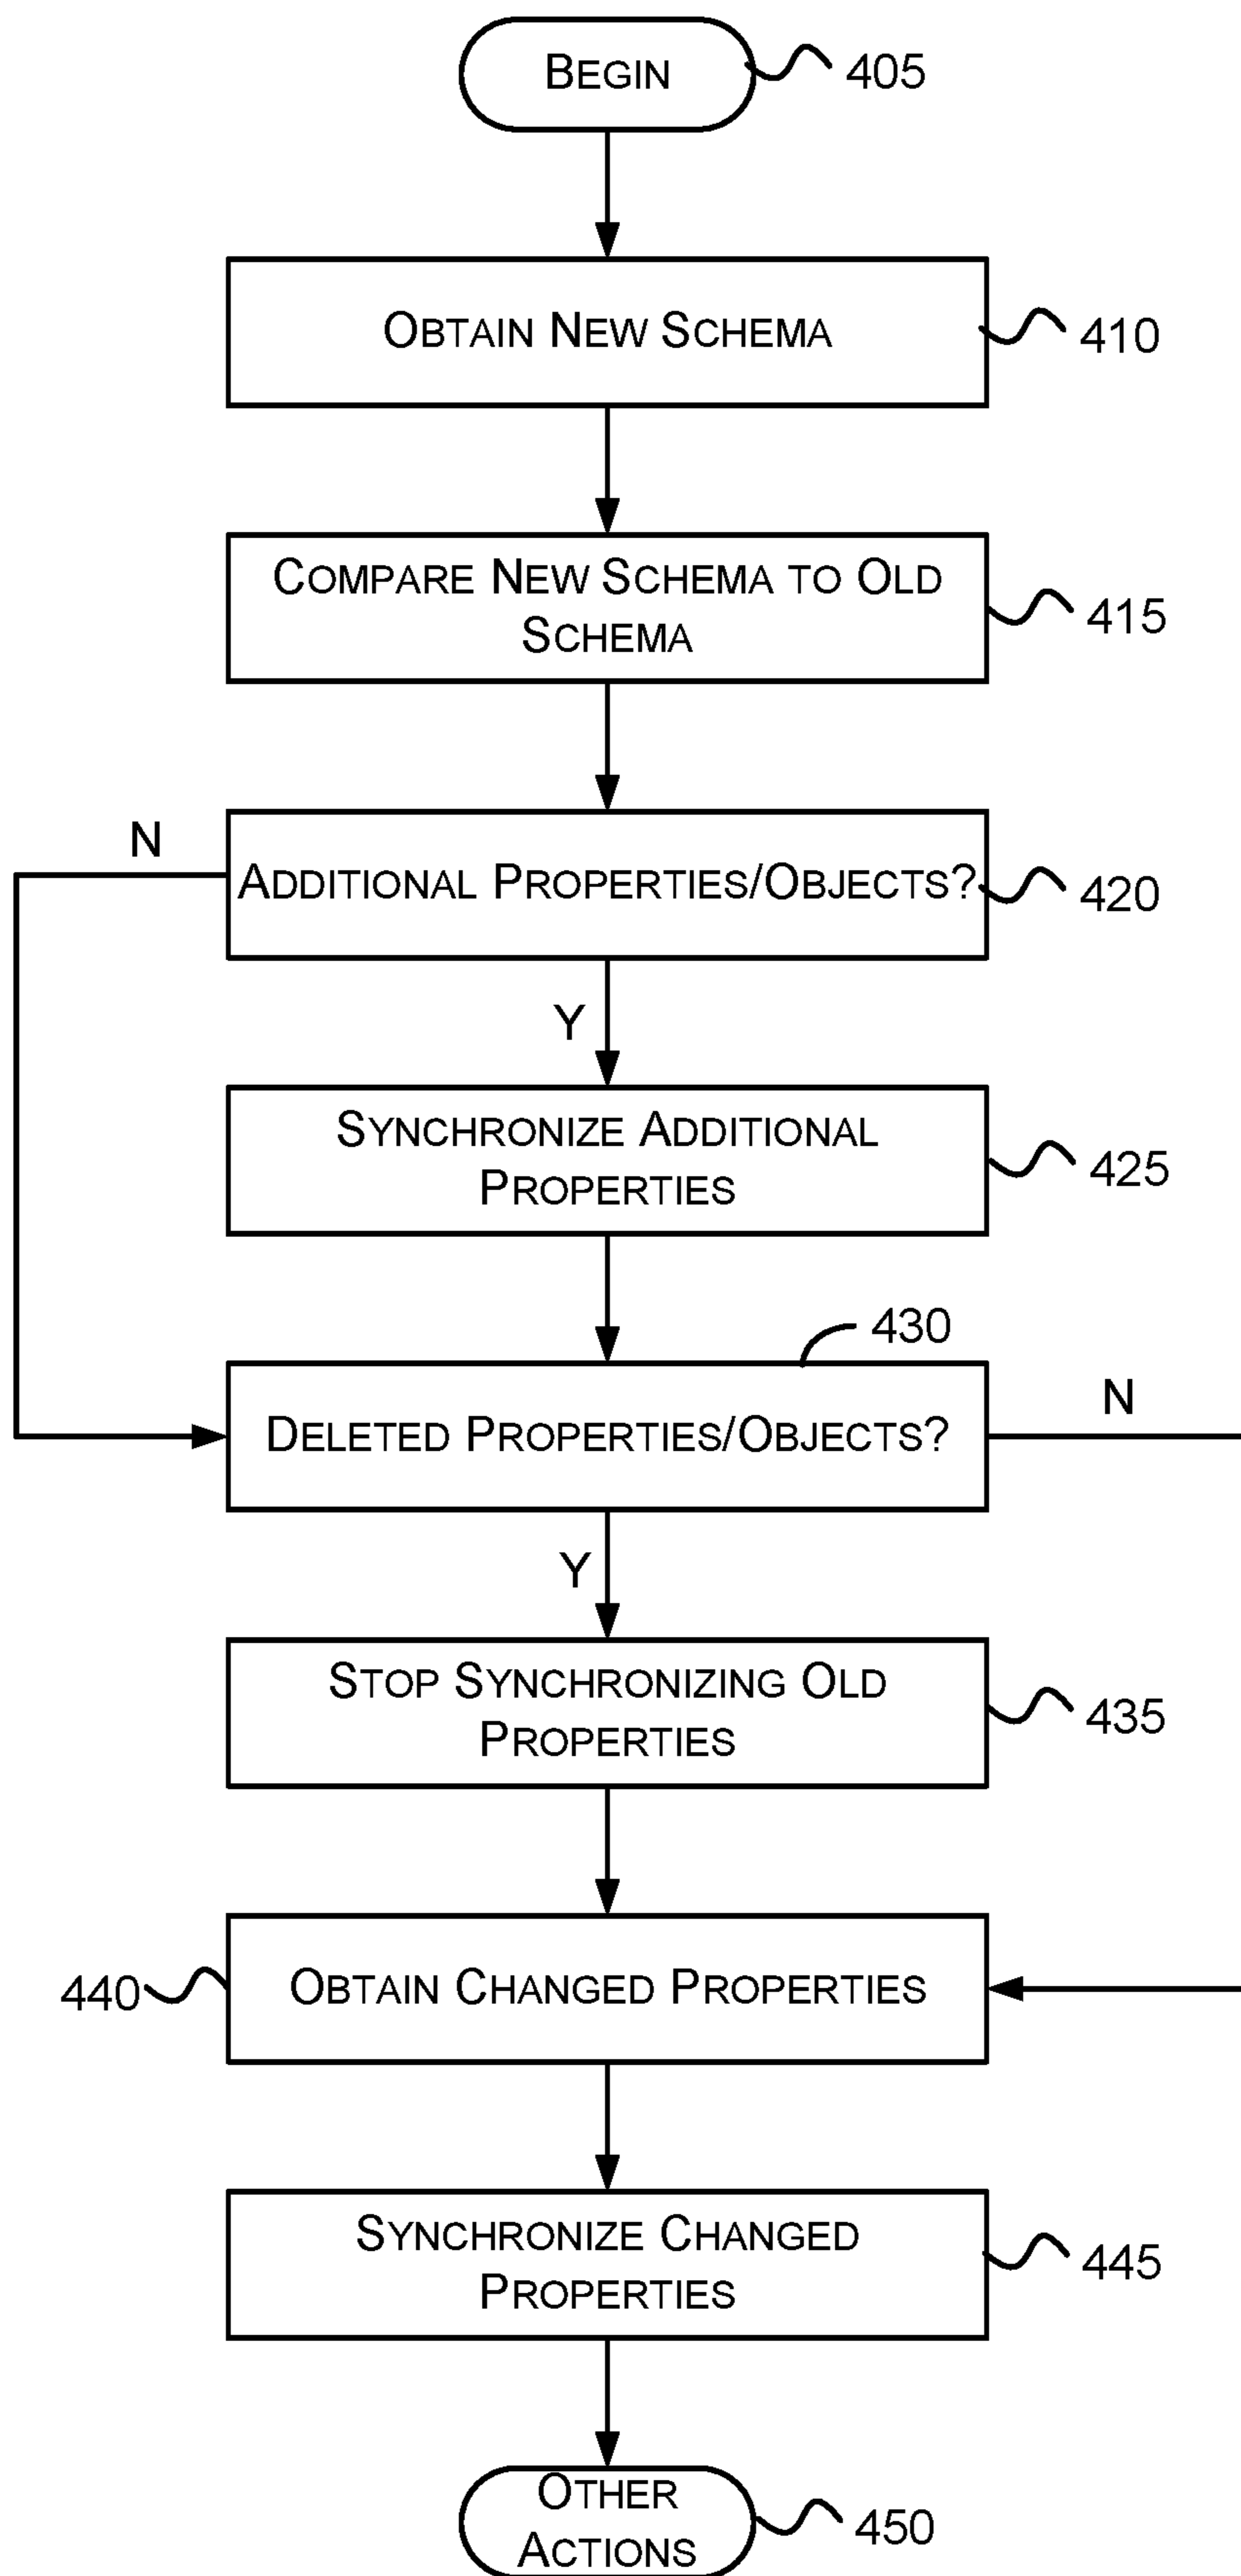 BEGIN
405
OBTAIN NEW SCHEMA
410
COMPARE NEW SCHEMA TO OLD
SCHEMA
415
N
ADDITIONAL PROPERTIES/OBJECTS?
420
Y
SYNCHRONIZE ADDITIONAL
PROPERTIES
425
430
DELETED PROPERTIES/OBJECTS?
N
Y
STOP SYNCHRONIZING OLD
PROPERTIES
435
440
OBTAIN CHANGED PROPERTIES
SYNCHRONIZE CHANGED
PROPERTIES
445
OTHER
ACTIONS
450